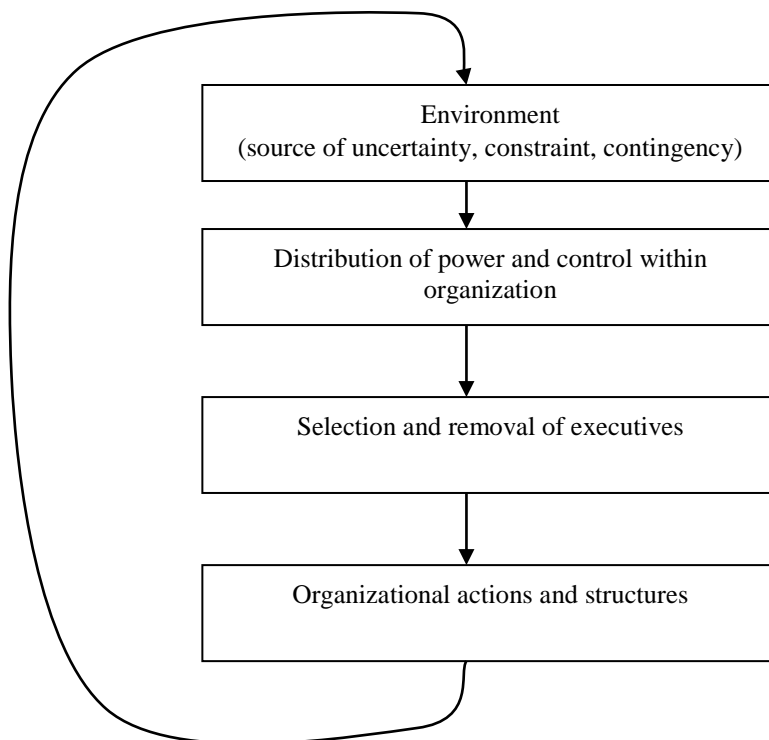 Environment
(source of uncertainty, constraint, contingency)
Distribution of power and control within
organization
Selection and removal of executives
Organizational actions and structures